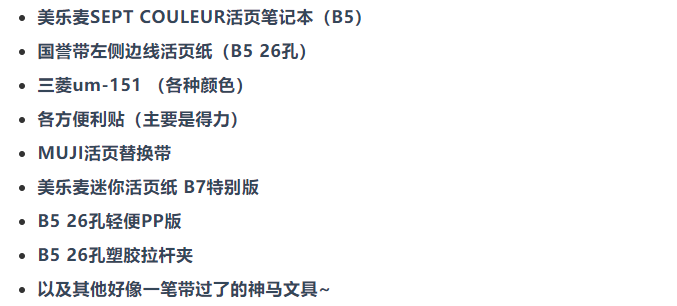 美乐麦SEPT COULEUR活页笔记本（B5）
国誉带左侧边线活页纸（B5 26孔）
三菱um-151 （各种颜色）
各方便利贴（主要是得力）
MUJI活页替换带
美乐麦迷你活页纸 B7特别版
B5 26孔轻便PP版
B5 26孔塑胶拉杆夹
以及其他好像一笔带过了的神马文具~